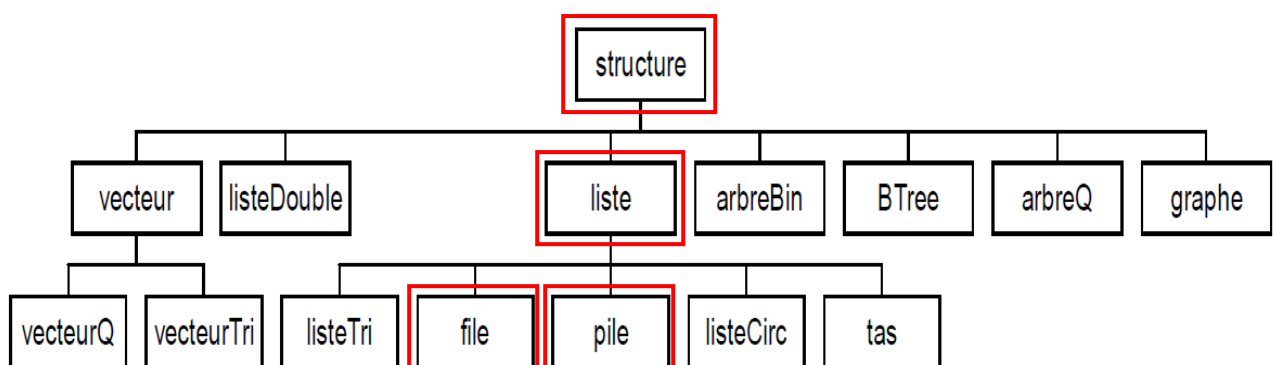 structure
vecteur listeDouble liste arbreBin BTree arbreQ graphe
vecteurQ vecteurTri listeTri file pile listeCirc tas